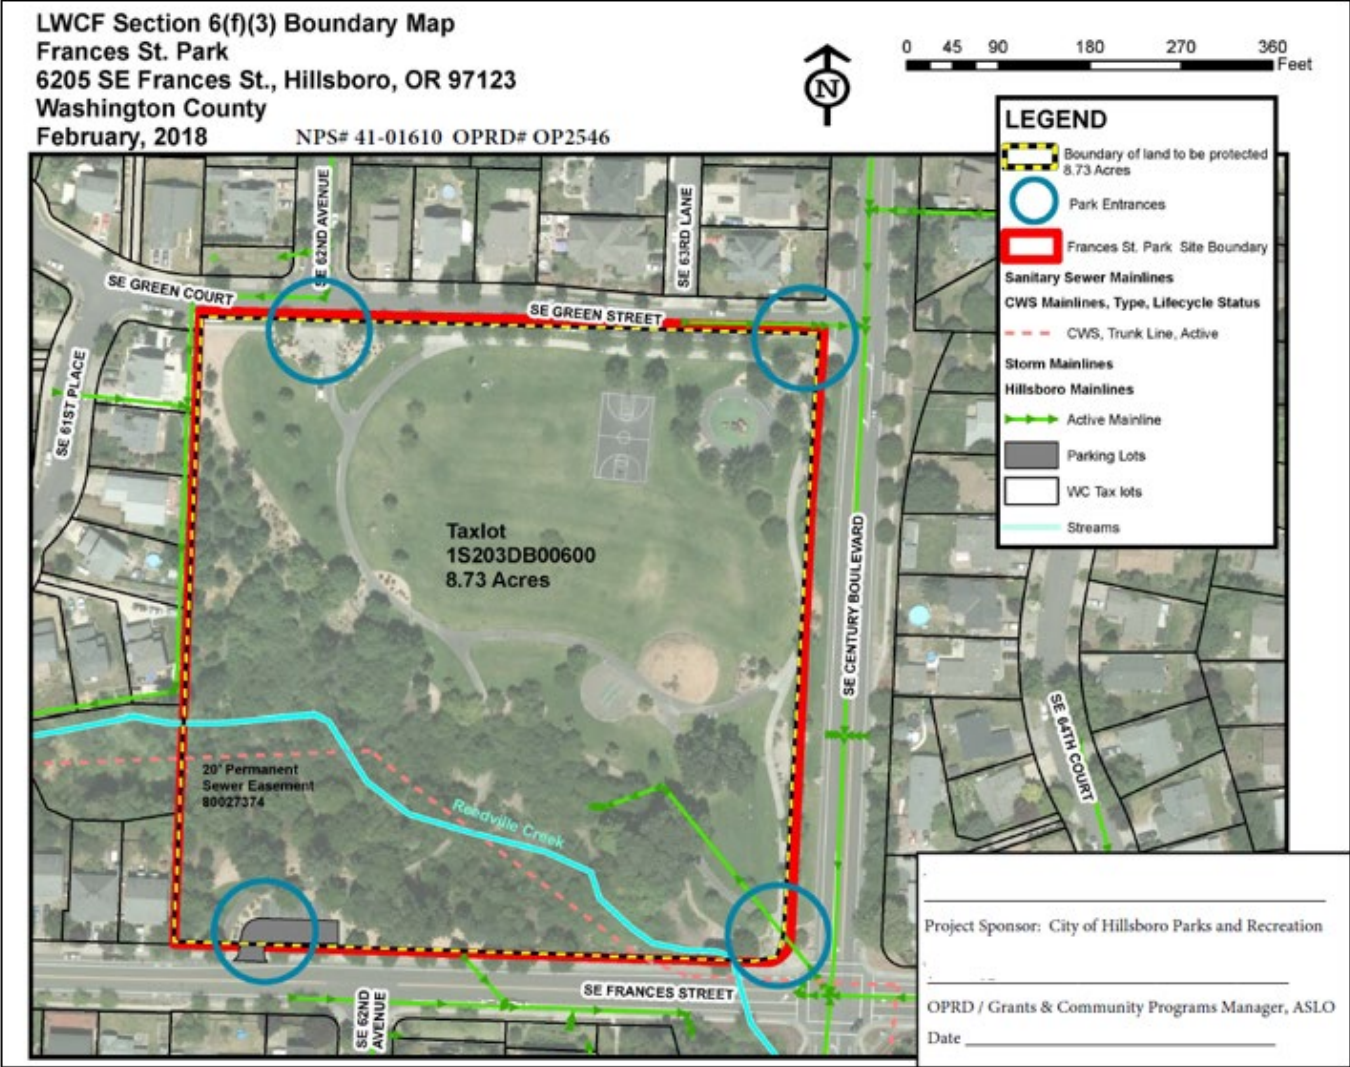 LWCF Section 6(f)(3) Boundary Map
Frances St. Park
6205 SE Frances St., Hillsboro, OR 97123
Washington County
February, 2018
NPS# 41-01610 OPRD# OP2546
N
0 45 90 180 270 360
Feet
LEGEND
Boundary of land to be protected
8.73 Acres
Park Entrances
Frances St. Park Site Boundary
Sanitary Sewer Mainlines
CWS Mainlines, Type, Lifecycle Status
CWS, Trunk Line, Active
Storm Mainlines
Hillsboro Mainlines
Active Mainline
Parking Lots
WC Tax lots
Streams
SE 62ND AVENUE
SE 63RD LANE
SE GREEN COURT
SE GREEN STREET
SE 61ST PLACE
Taxlot
1S203DB00600
8.73 Acres
SE CENTURY BOULEVARD
SE 64TH COURT
20' Permanent
Sewer Easement
80027374
Reedville Creek
SE FRANCES STREET
SE 62ND
AVENUE
Project Sponsor: City of Hillsboro Parks and Recreation
OPRD / Grants & Community Programs Manager, ASLO
Date